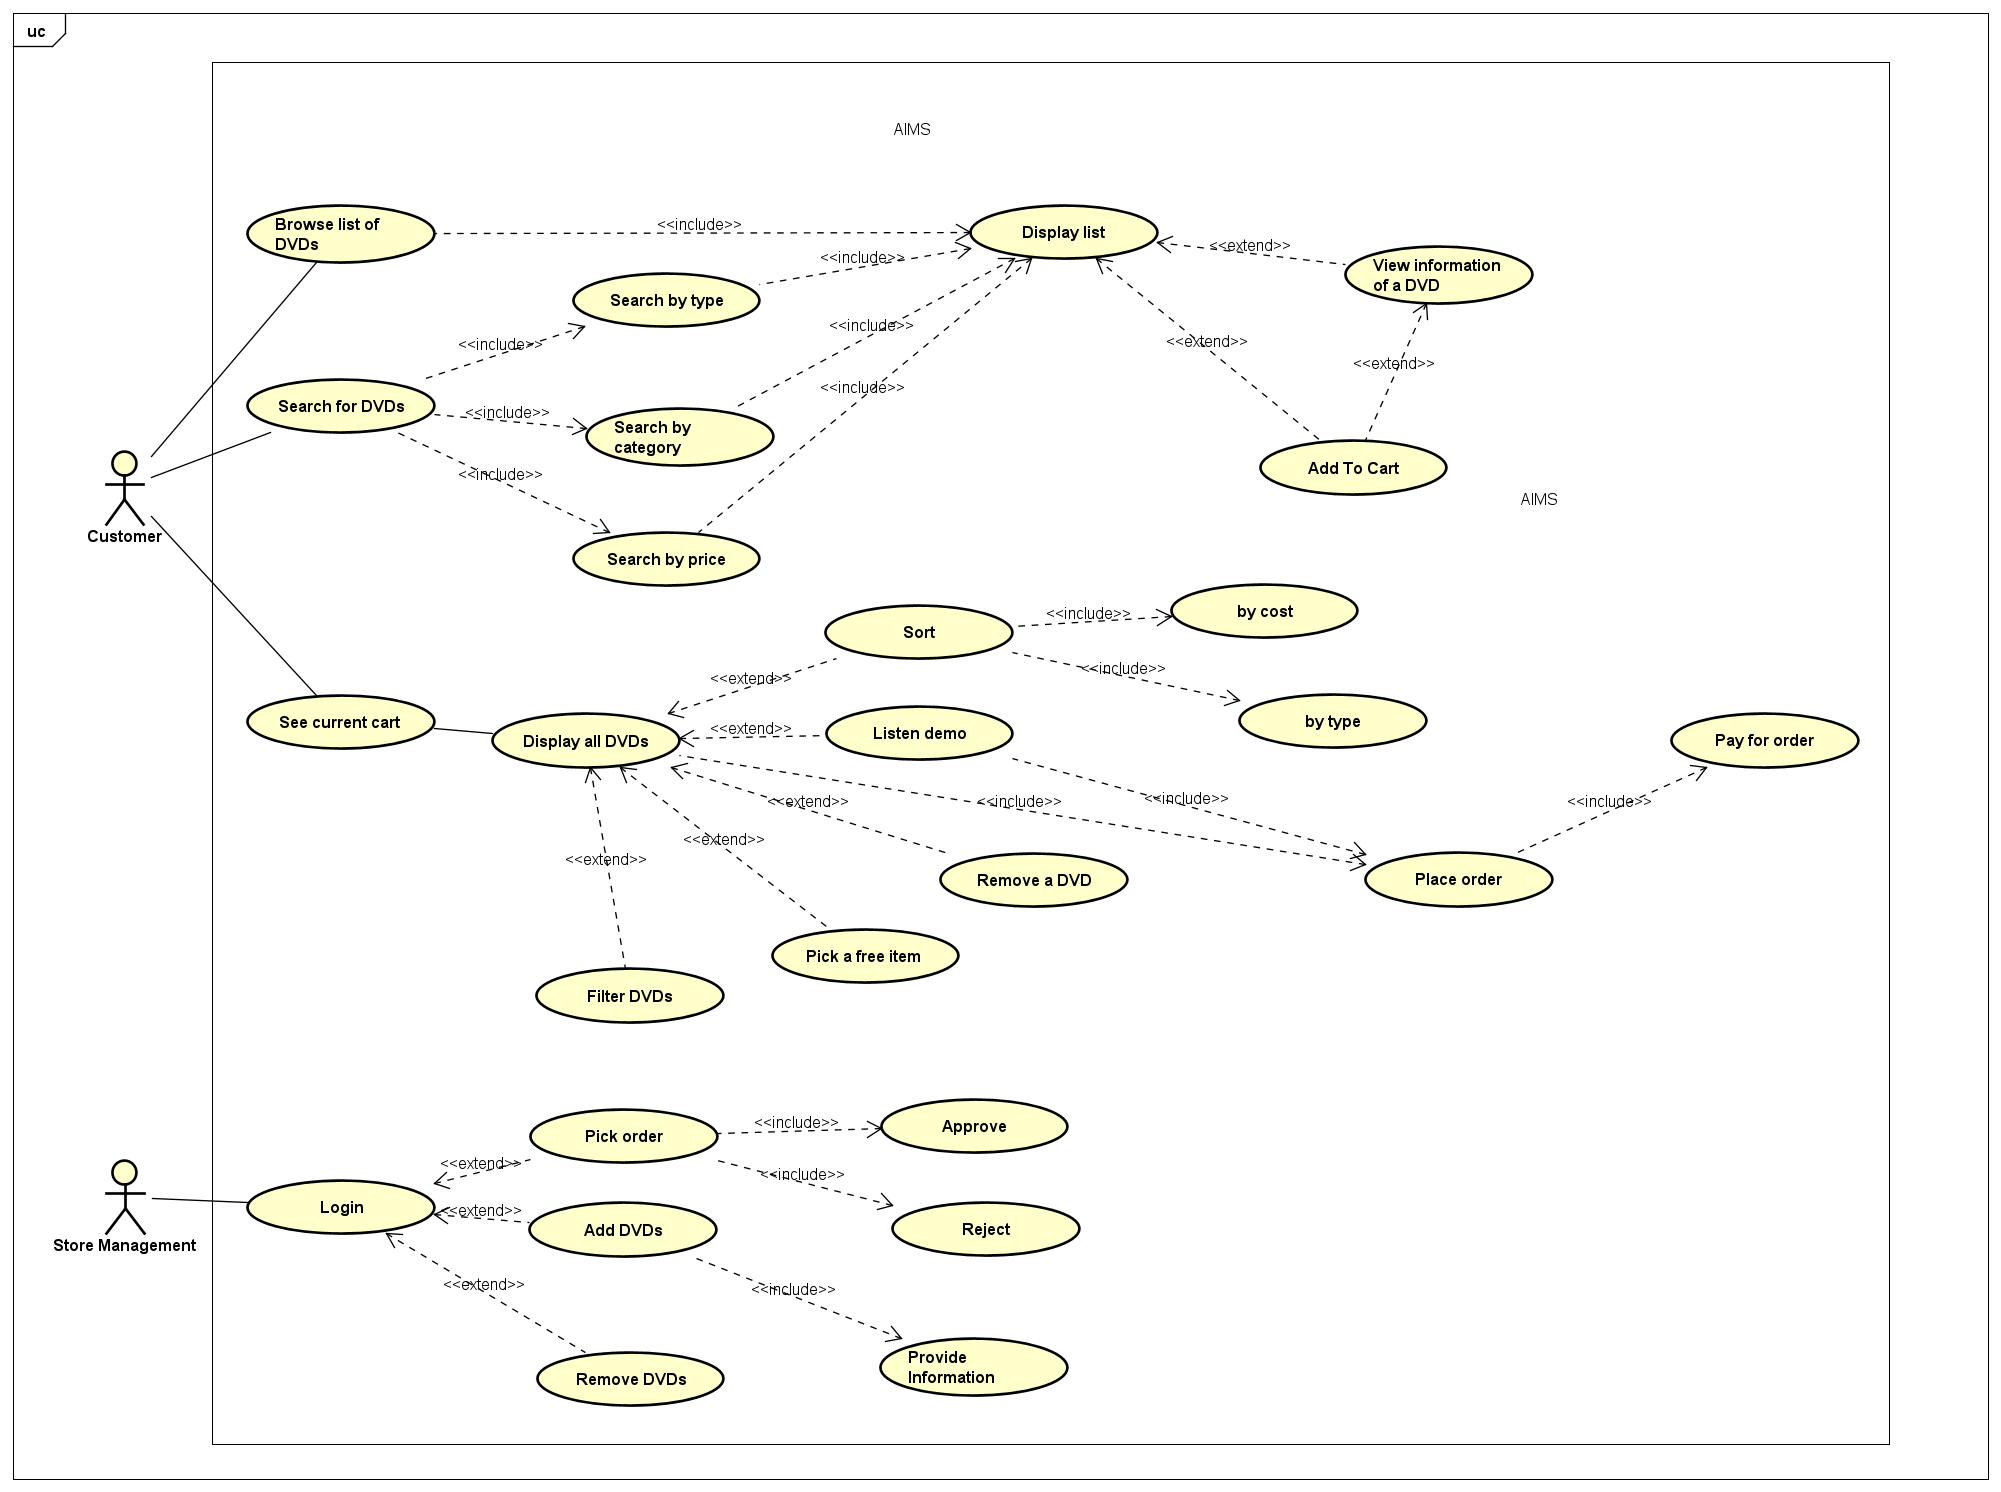 uc
AIMS
Browse list of
DVDs
<<include>>
Display list
<<extend>>
View information
of a DVD
<<include>>
Search by type
<<include>>
<<include>>
<<extend>>
<<extend>>
Search for DVDs
<<include>>
<<include>>
Search by
category
<<include>>
Add To Cart
AIMS
Customer
Search by price
Sort
<<include>>
by cost
<<extend>>
<<include>>
by type
See current cart
Display all DVDs
<<extend>>
Listen demo
Pay for order
<<extend>>
<<include>>
<<include>>
<<include>>
<<extend>>
<<extend>>
Remove a DVD
Place order
Pick a free item
Filter DVDs
Pick order
<<include>>
Approve
<<extend>>
<<include>>
Login
<<extend>>
Add DVDs
Reject
Store Management
<<extend>>
<<include>>
Provide
Information
Remove DVDs